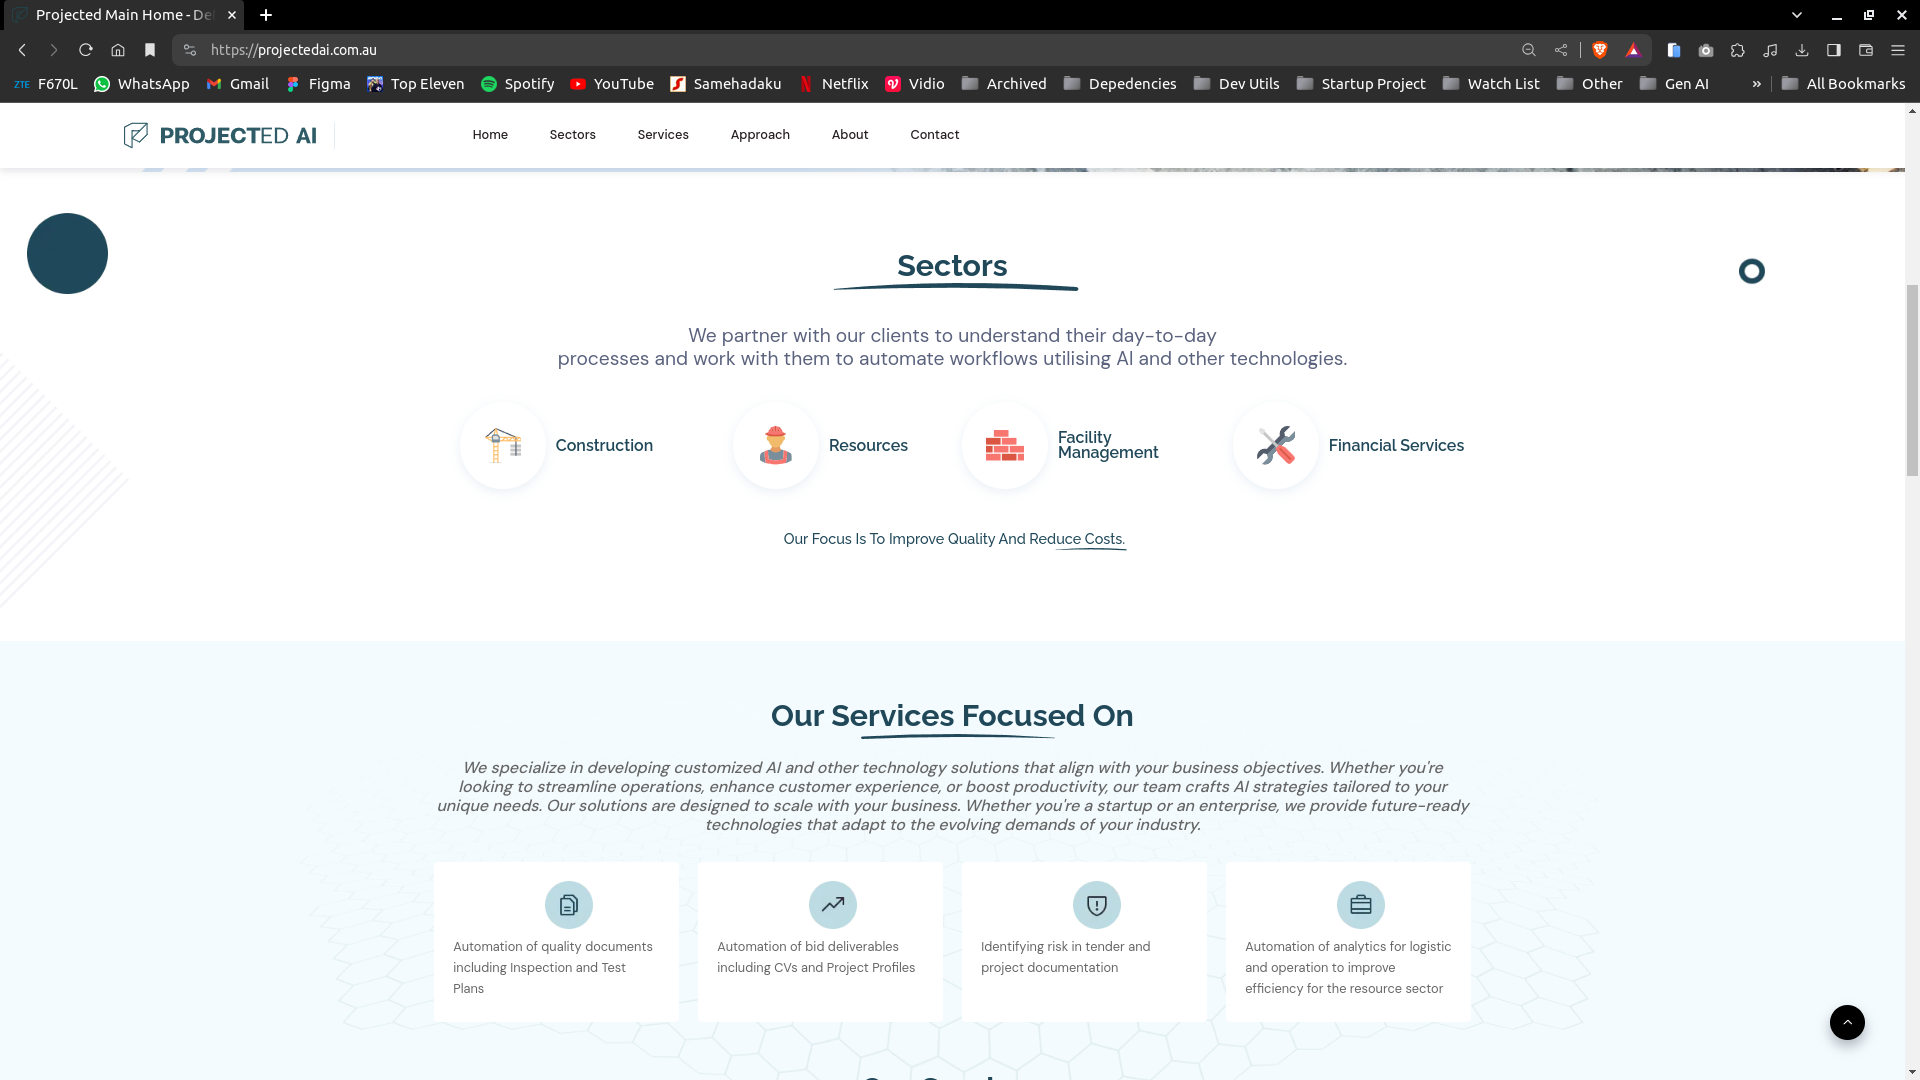 Projected Main Home - De
https://projectedai.com.au
ZTE F670L WhatsApp Gmail Figma Top Eleven Spotify YouTube Samehadaku Netflix Vidio Archived Depedencies Dev Utils Startup Project Watch List Other Gen AI » All Bookmarks
PROJECTED AI
Home Sectors Services Approach About Contact
Sectors
We partner with our clients to understand their day-to-day
processes and work with them to automate workflows utilising AI and other technologies.
Construction
Resources
Facility
Management
Financial Services
Our Focus Is To Improve Quality And Reduce Costs.
Our Services Focused On
We specialize in developing customized AI and other technology solutions that align with your business objectives. Whether you're
looking to streamline operations, enhance customer experience, or boost productivity, our team crafts AI strategies tailored to your
unique needs. Our solutions are designed to scale with your business. Whether you're a startup or an enterprise, we provide future-ready
technologies that adapt to the evolving demands of your industry.
Automation of quality documents
including Inspection and Test
Plans
Automation of bid deliverables
including CVs and Project Profiles
Identifying risk in tender and
project documentation
Automation of analytics for logistic
and operation to improve
efficiency for the resource sector